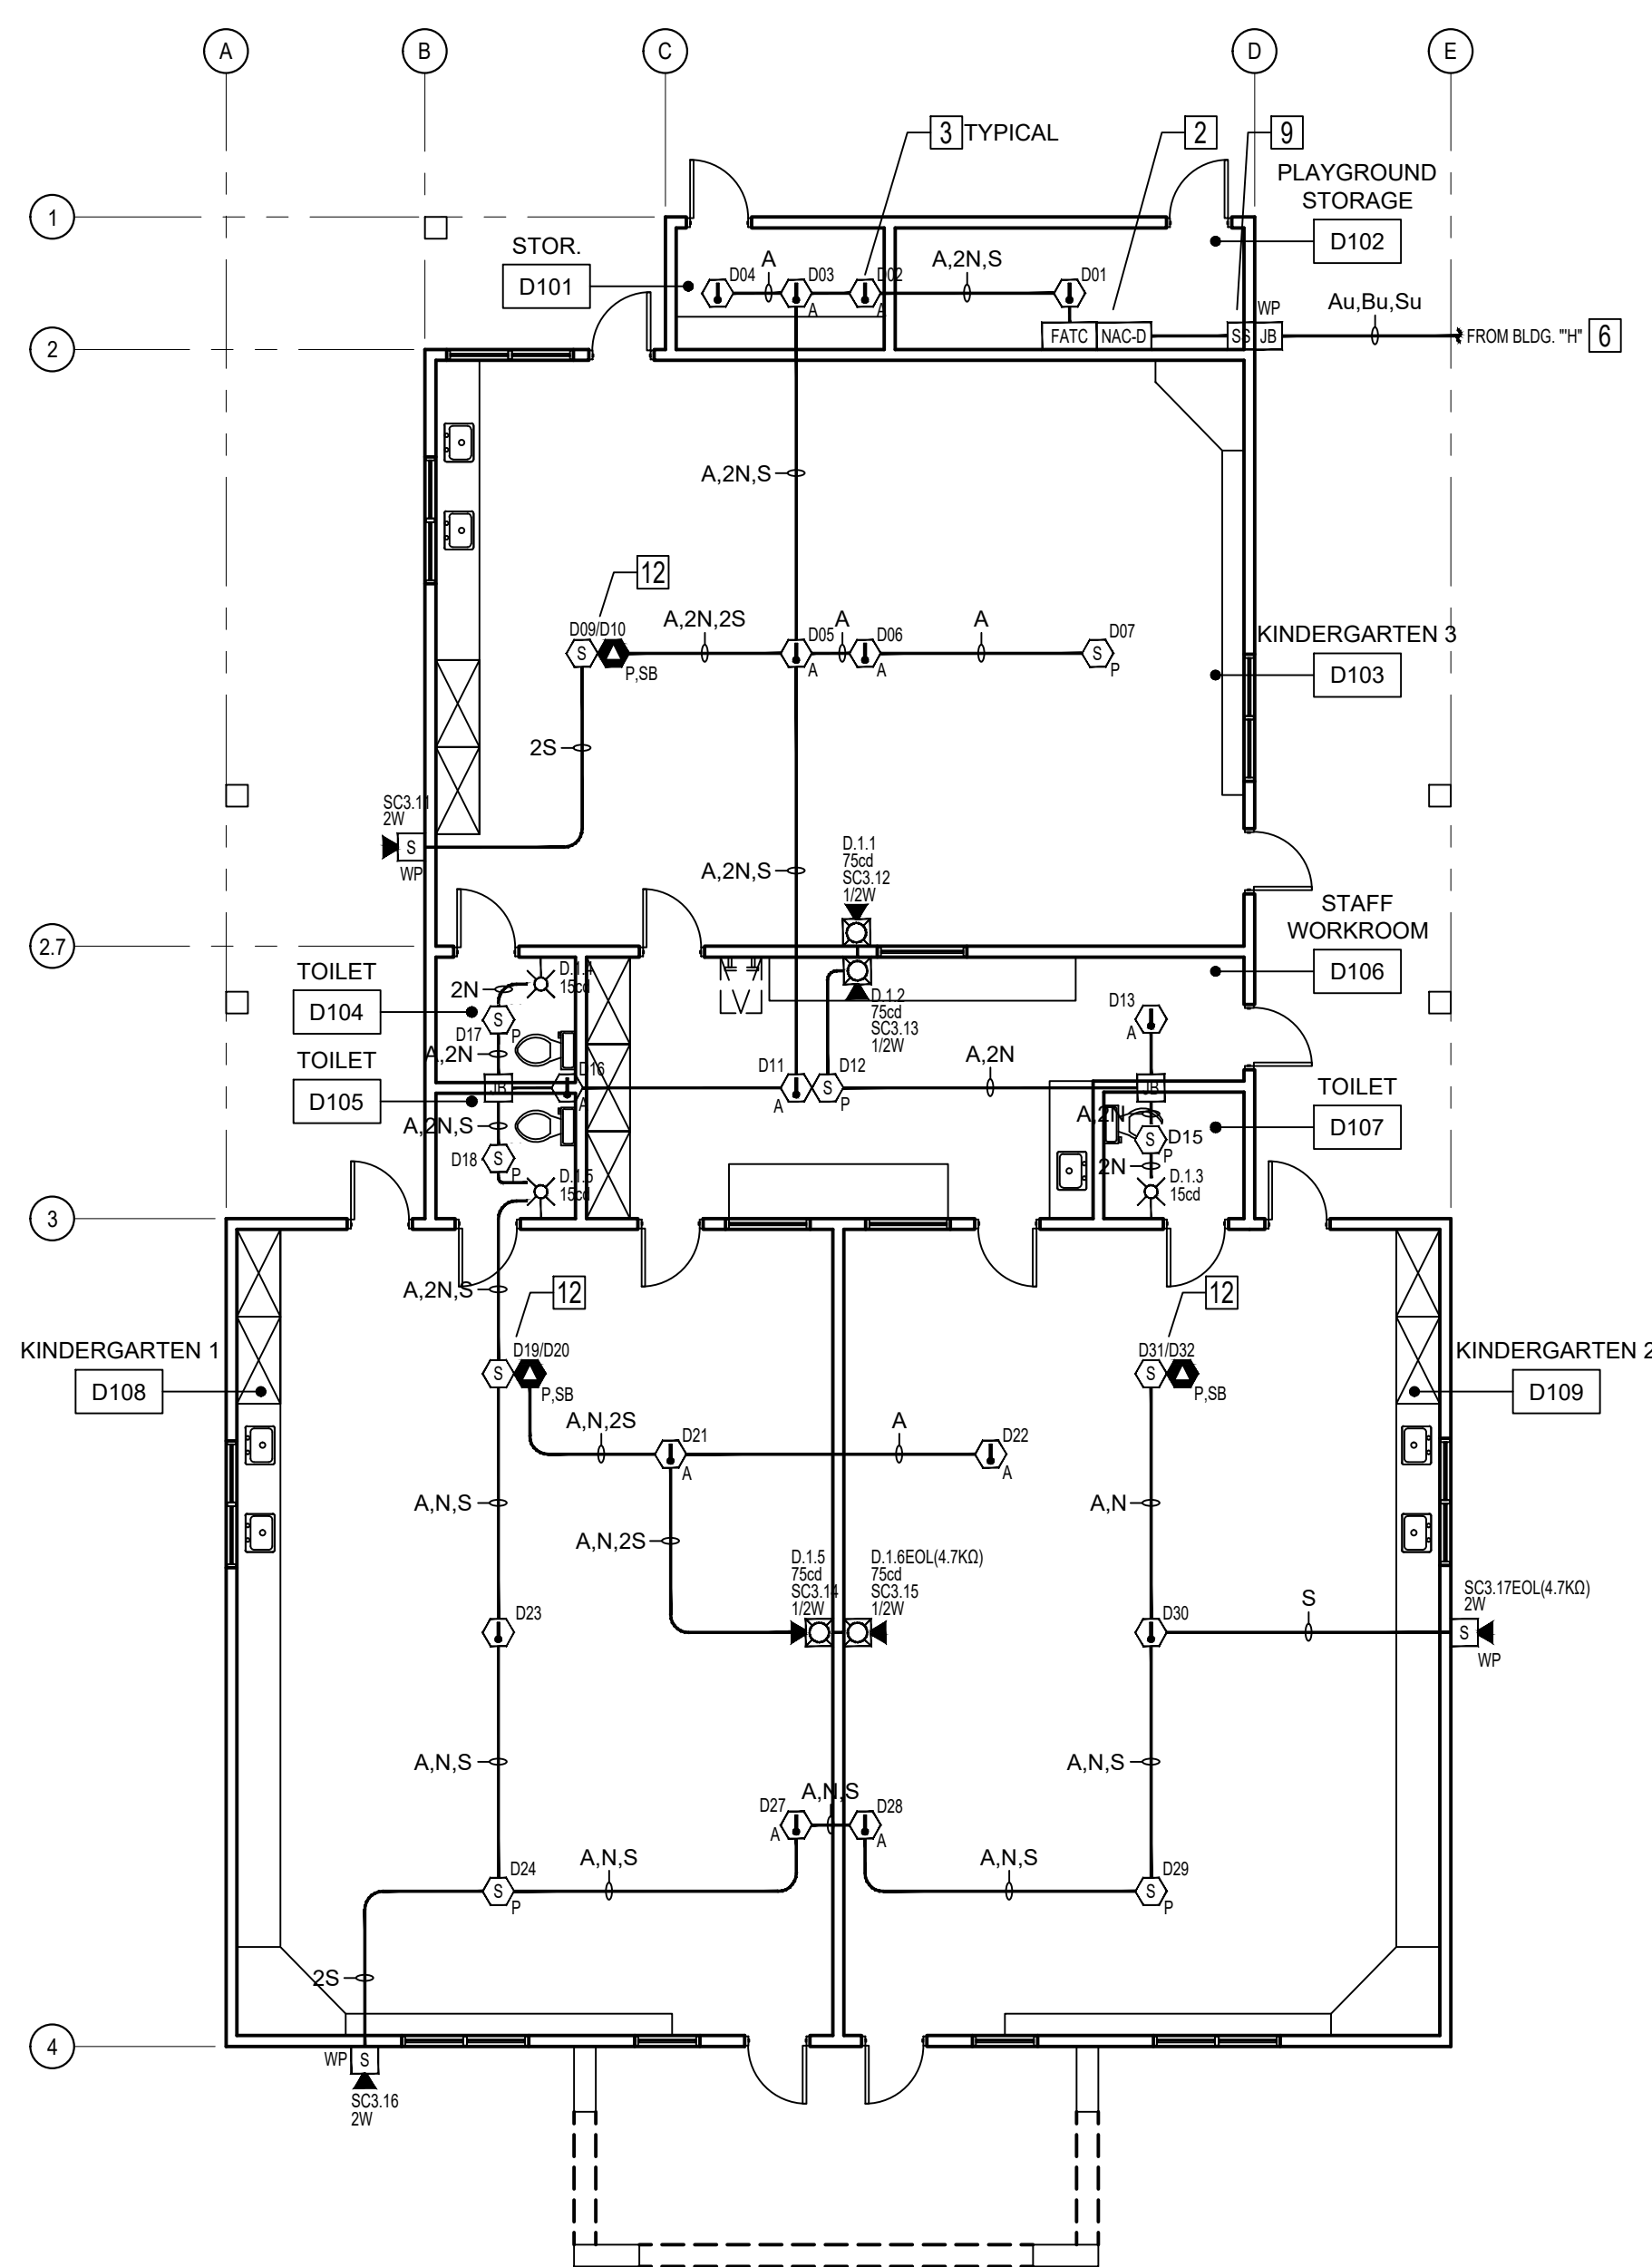 A
B
C
D
E
3 TYPICAL
2
9
PLAYGROUND
STORAGE
D102
1
STOR.
D101
A
A,2N,S
D04
D03
A
D02
A
D01
WP
Au,Bu,Su
FATC
NAC-D
SS
JB
FROM BLDG. "'H"
6
2
A,2N,S
12
D09/D10
S
P,SB
A,2N,2S
D05
A
A
D06
A
A
D07
S
P
KINDERGARTEN 3
D103
2S
SC3.11
2W
S
WP
A,2N,S
D.1.1
75cd
SC3.12
1/2W
STAFF
WORKROOM
D106
2.7
TOILET
D104
2N
D.1.4
15cd
S
D17
P
A,2N
D.1.2
75cd
SC3.13
1/2W
D13
A
TOILET
D105
JB
D16
A
D11
A
D12
S
P
A,2N
JB
TOILET
D107
A,2N,S
D18
S
P
D.1.5
15cd
A,2N
S
D15
P
2N
D.1.3
15cd
3
A,2N,S
12
12
KINDERGARTEN 1
D108
D19/D20
S
P,SB
D31/D32
S
P,SB
KINDERGARTEN 2
D109
A,N,2S
D21
A
A
D22
A
A,N,S
A,N
A,N,2S
D.1.5
75cd
SC3.14
1/2W
D.1.6EOL(4.7KΩ)
75cd
SC3.15
1/2W
D23
D30
S
SC3.17EOL(4.7KΩ)
2W
S
WP
A,N,S
A,N,S
D27
A
A,N,S
D28
A
D24
S
P
A,N,S
A,N,S
D29
S
P
2S
4
WP
S
SC3.16
2W